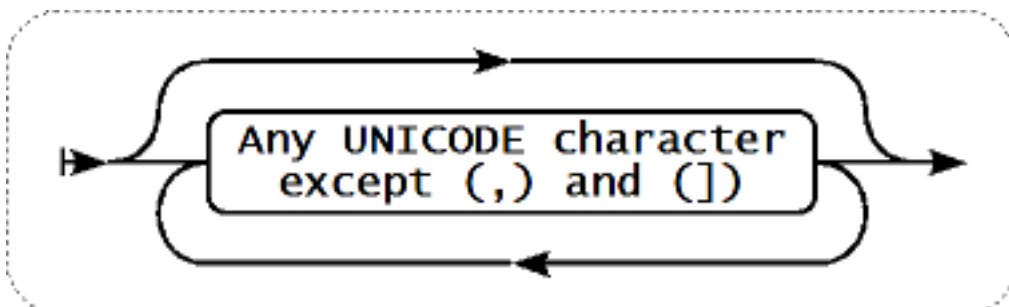 Any UNICODE character
except (,) and (])